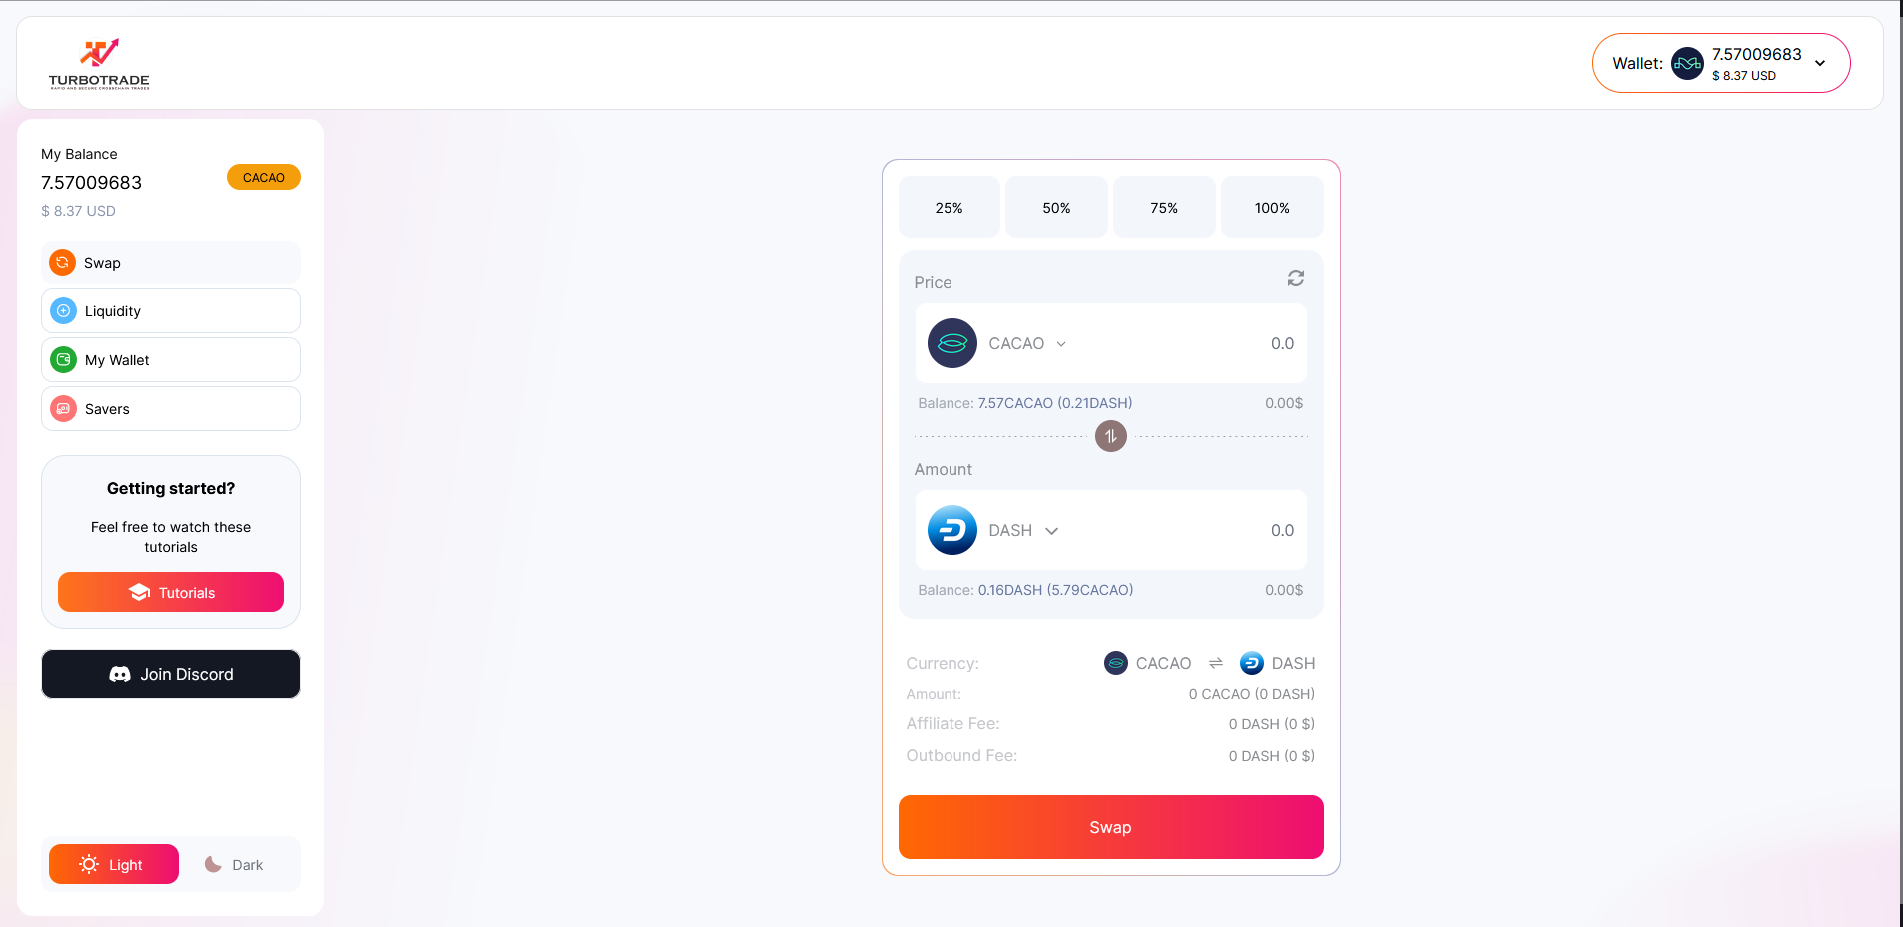 TURBOTRADE
RAPID AND SECURE CROSSCHAIN TRADES
Wallet:
7.57009683
$ 8.37 USD
My Balance
7.57009683
CACAO
$ 8.37 USD
Swap
Liquidity
My Wallet
Savers
Getting started?
Feel free to watch these
tutorials
Tutorials
Join Discord
Light
Dark
25%
50%
75%
100%
Price
CACAO
0.0
Balance: 7.57CACAO (0.21DASH)
0.00$
Amount
DASH
0.0
Balance: 0.16DASH (5.79CACAO)
0.00$
Currency:
CACAO
DASH
Amount:
0 CACAO (0 DASH)
Affiliate Fee:
0 DASH (0 $)
Outbound Fee:
0 DASH (0 $)
Swap